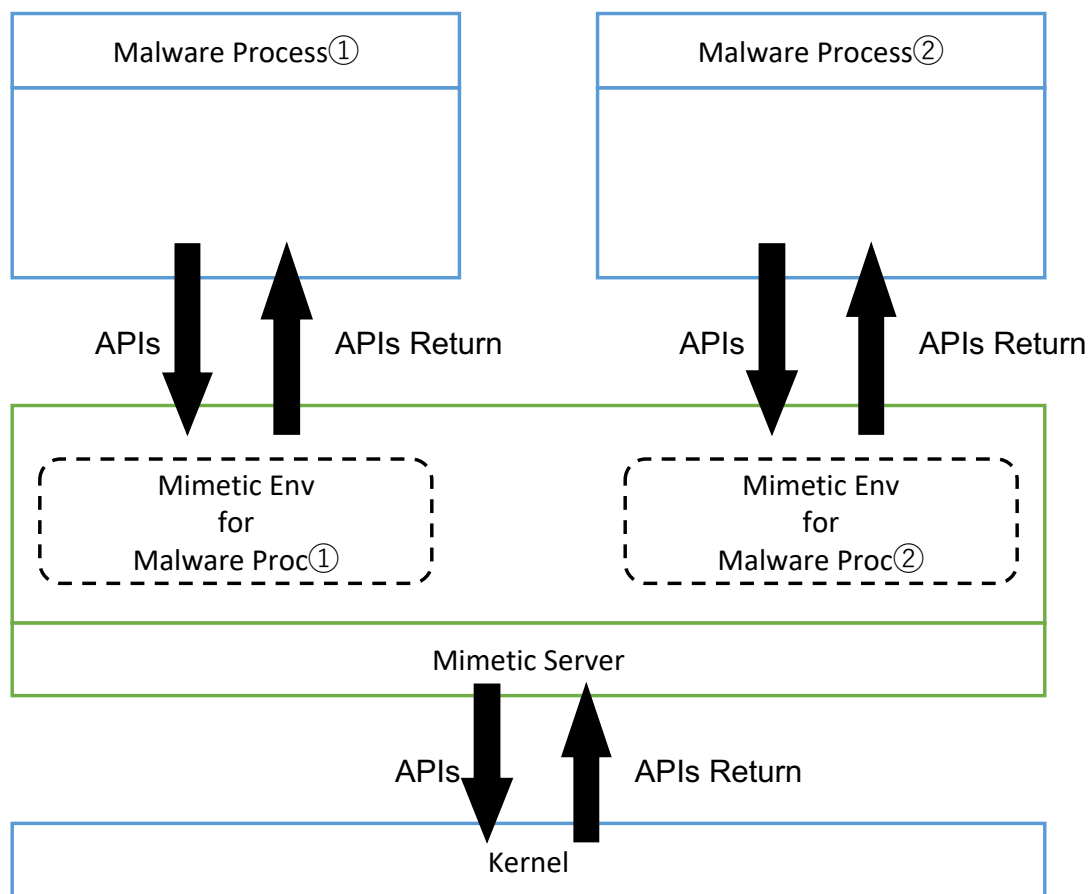 Malware Process①
Malware Process②
APIs
APIs Return
APIs
APIs Return
Mimetic Env
for
Malware Proc①
Mimetic Env
for
Malware Proc②
Mimetic Server
APIs
APIs Return
Kernel